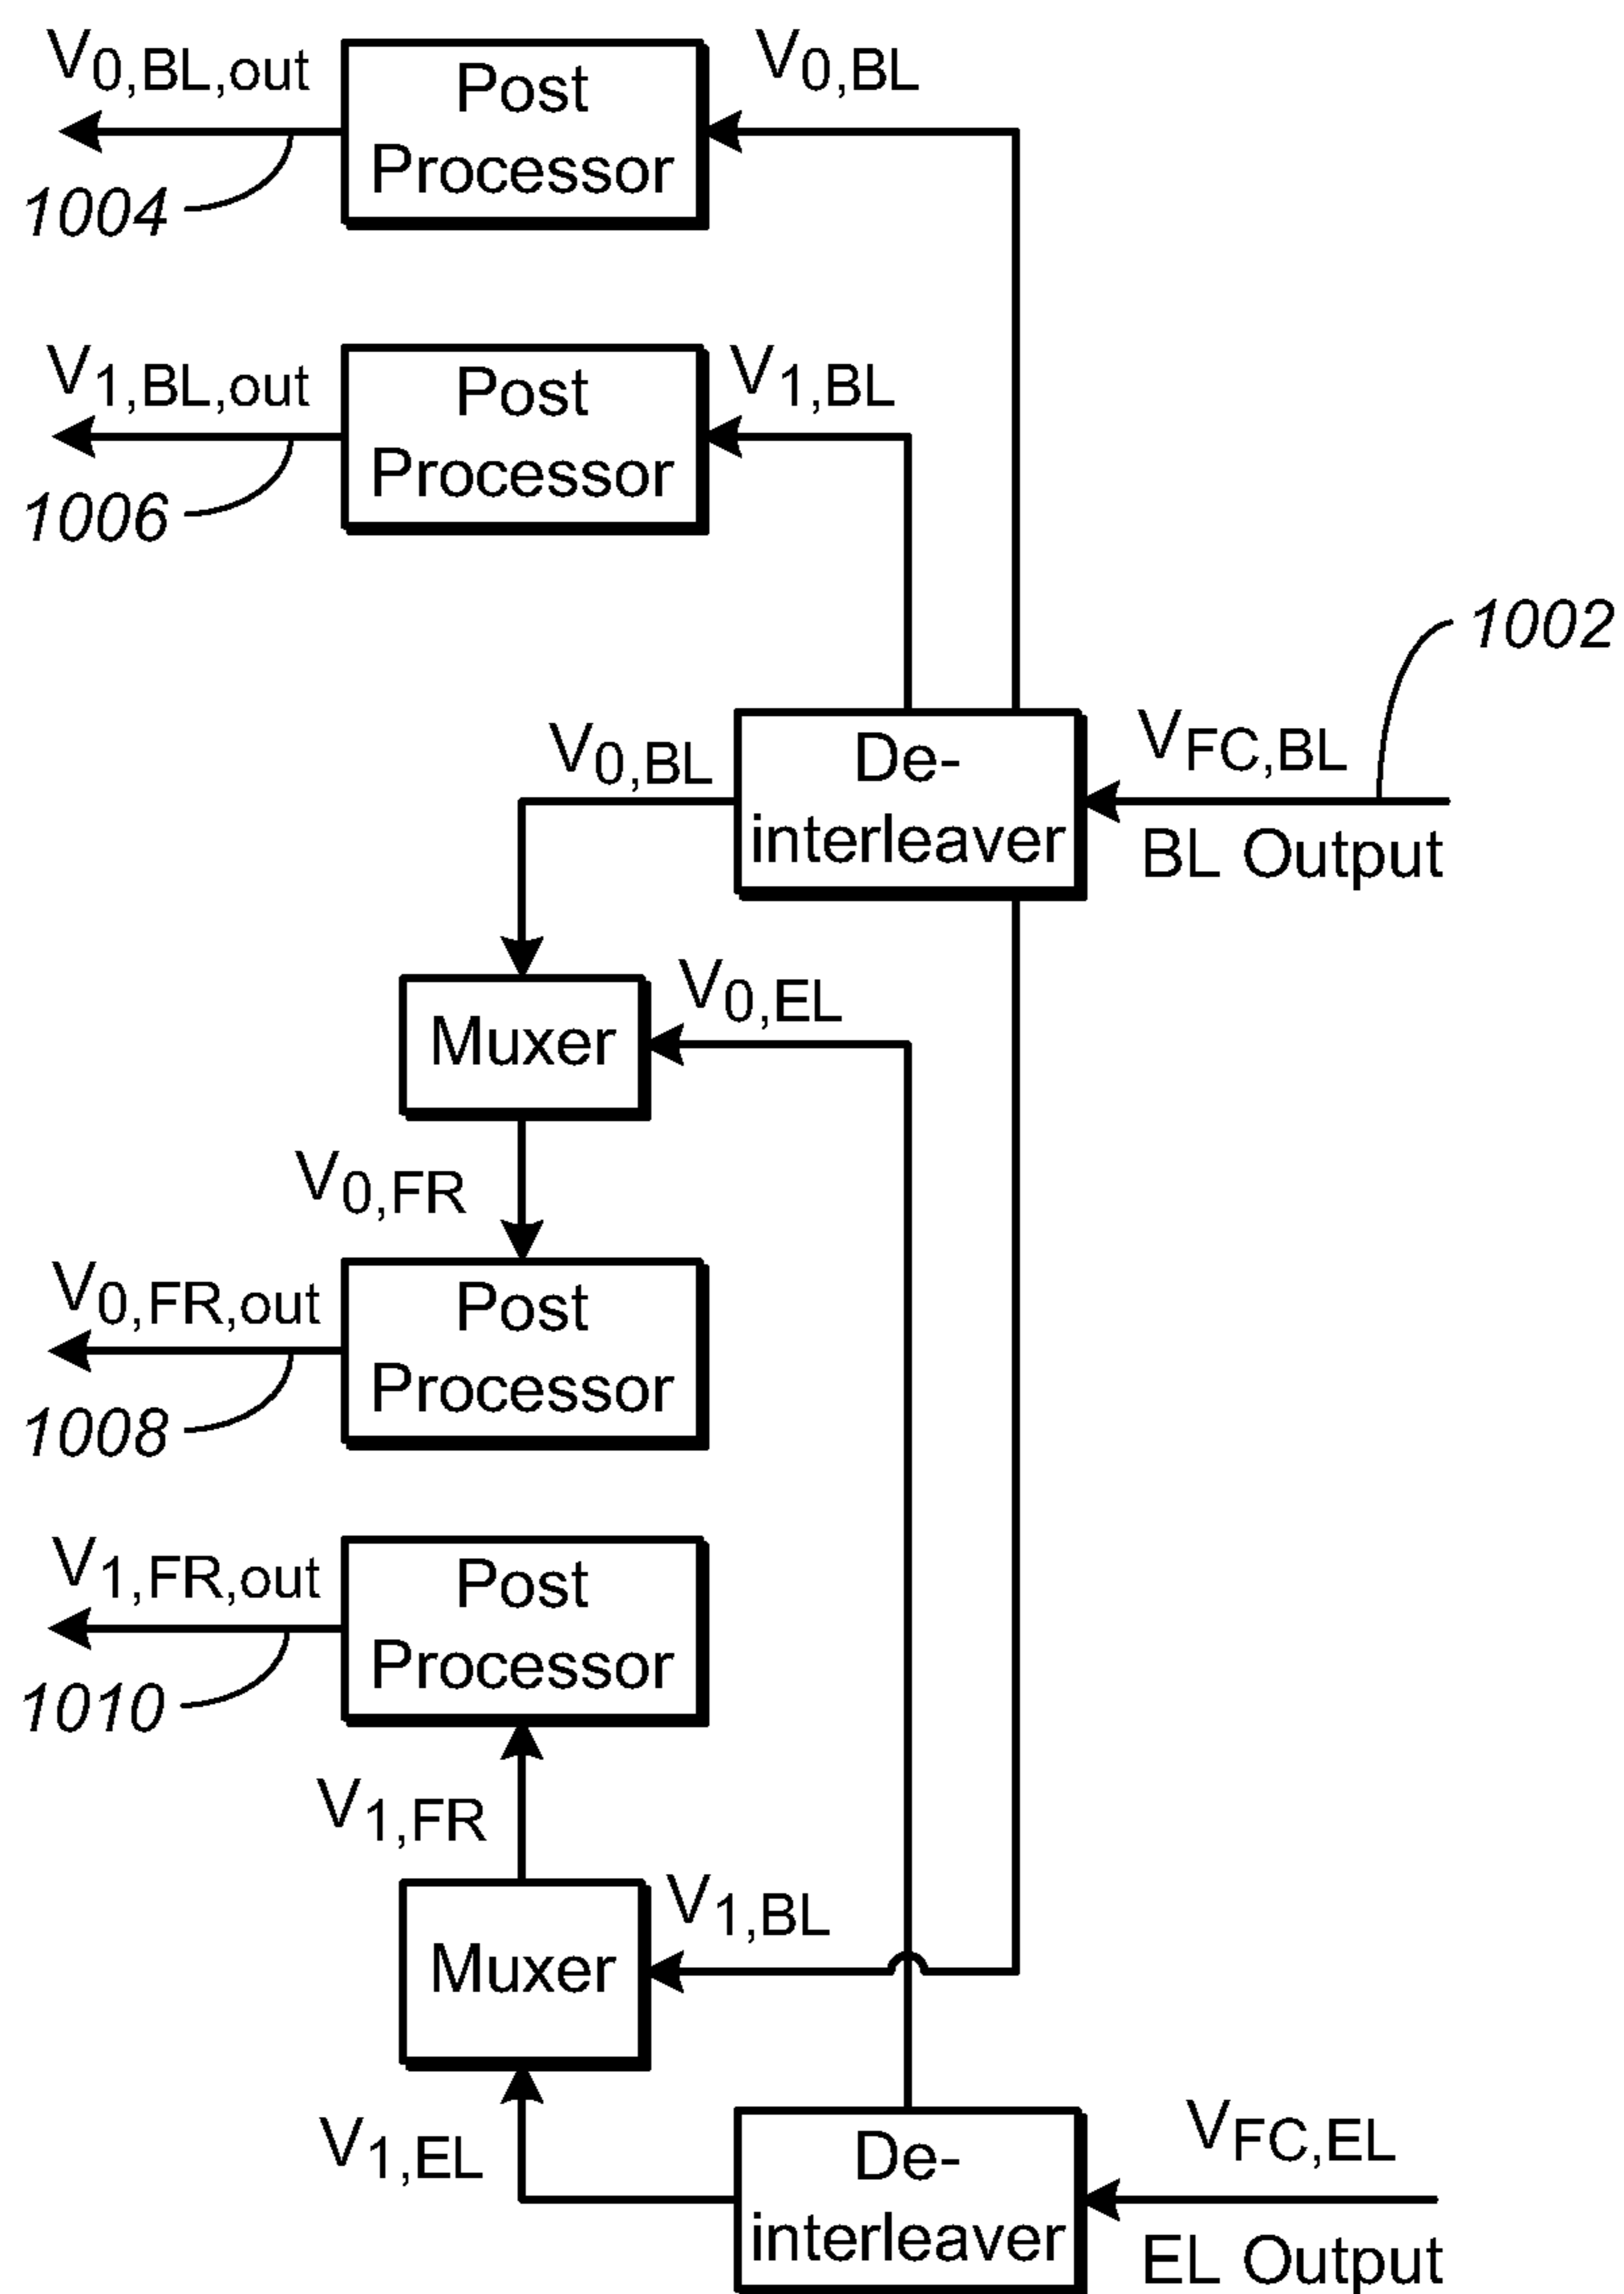 V0,BL,out
Post
Processor
V0,BL
1004
V1,BL,out
Post
Processor
V1,BL
1006
1002
V0,BL
De-
interleaver
VFC,BL
BL Output
Muxer
V0,EL
V0,FR
V0,FR,out
Post
Processor
1008
V1,FR,out
Post
Processor
1010
V1,FR
Muxer
V1,BL
V1,EL
De-
interleaver
VFC,EL
EL Output